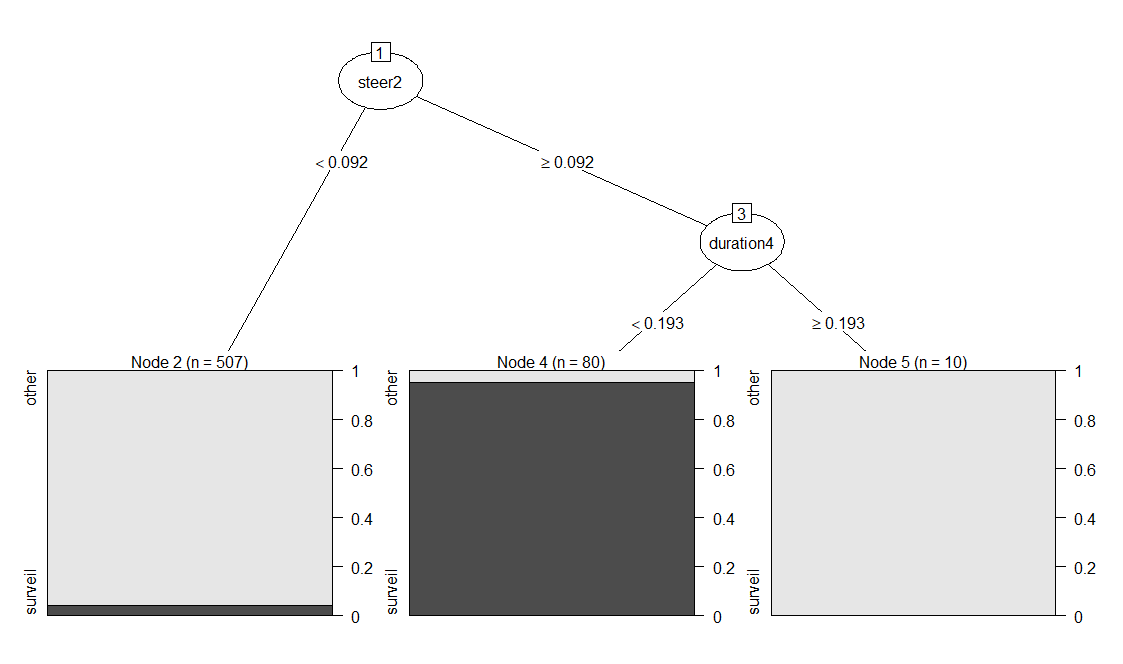 1
steer2
< 0.092
≥ 0.092
3
duration4
< 0.193
≥ 0.193
Node 2 (n = 507)
other
surveil
1
0.8
0.6
0.4
0.2
0
Node 4 (n = 80)
other
surveil
1
0.8
0.6
0.4
0.2
0
Node 5 (n = 10)
other
surveil
1
0.8
0.6
0.4
0.2
0